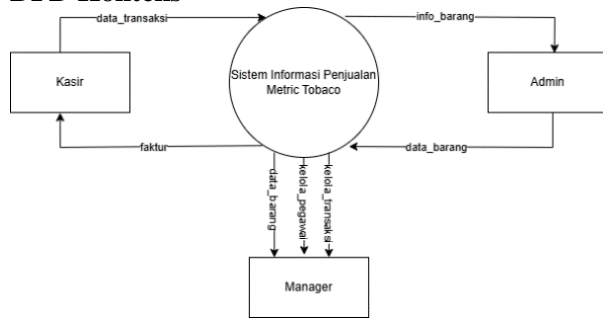 DFD Konteks
data_transaksi
info_barang
Kasir
Sistem Informasi Penjualan
Metric Tobaco
Admin
faktur
data_barang
data_barang
kelola_pegawai
kelola_transaksi
Manager